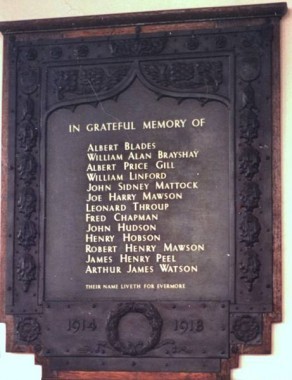 IN GRATEFUL MEMORY OF
ALBERT BLADES
WILLIAM ALAN BRAYSHAY
ALBERT PRICE GILL
WILLIAM LINFORD
JOHN SIDNEY MATTOCK
JOE HARRY MAWSON
LEONARD THROUP
FRED CHAPMAN
JOHN HUDSON
HENRY HOBSON
ROBERT HENRY MAWSON
JAMES HENRY PEEL
ARTHUR JAMES WATSON
THEIR NAME LIVETH FOR EVERMORE
1914 1918